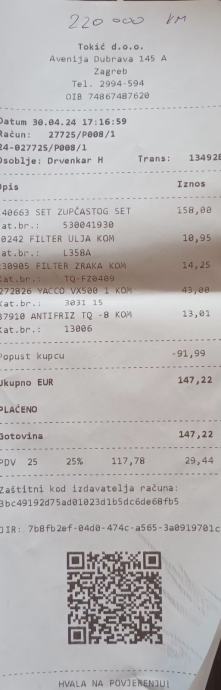 220 000 KM
Tokić d.o.o.
Avenija Dubrava 145 A
Zagreb
Tel. 2994-594
OIB 74867487620
Datum 30.04.24 17:16:59
Račun: 27725/P008/1
24-027725/P008/1
Osoblje: Drvenkar H Trans: 134928
Opis Iznos
140663 SET ZUPČASTOG SET 158,00
Kat.br.: 530041930
0242 FILTER ULJA KOM 10,95
Kat.br.: L358A
230905 FILTER ZRAKA KOM 14,25
Kat.br.: TQ-FZ0409
272826 YACCO VX500 1 KOM 43,00
Kat.br.: 3031 15
37910 ANTIFRIZ TQ -8 KOM 13,01
Kat.br.: 13006
Popust kupcu -91,99
Ukupno EUR 147,22
PLAĆENO
Gotovina 147,22
PDV 25 25% 117,78 29,44
Zaštitni kod izdavatelja računa:
3bc49192d75ad01023d1b5dc6de68fb5
JIR: 7b8fb2ef-04d0-474c-a565-3a0919701c
HVALA NA POVJERENJU!